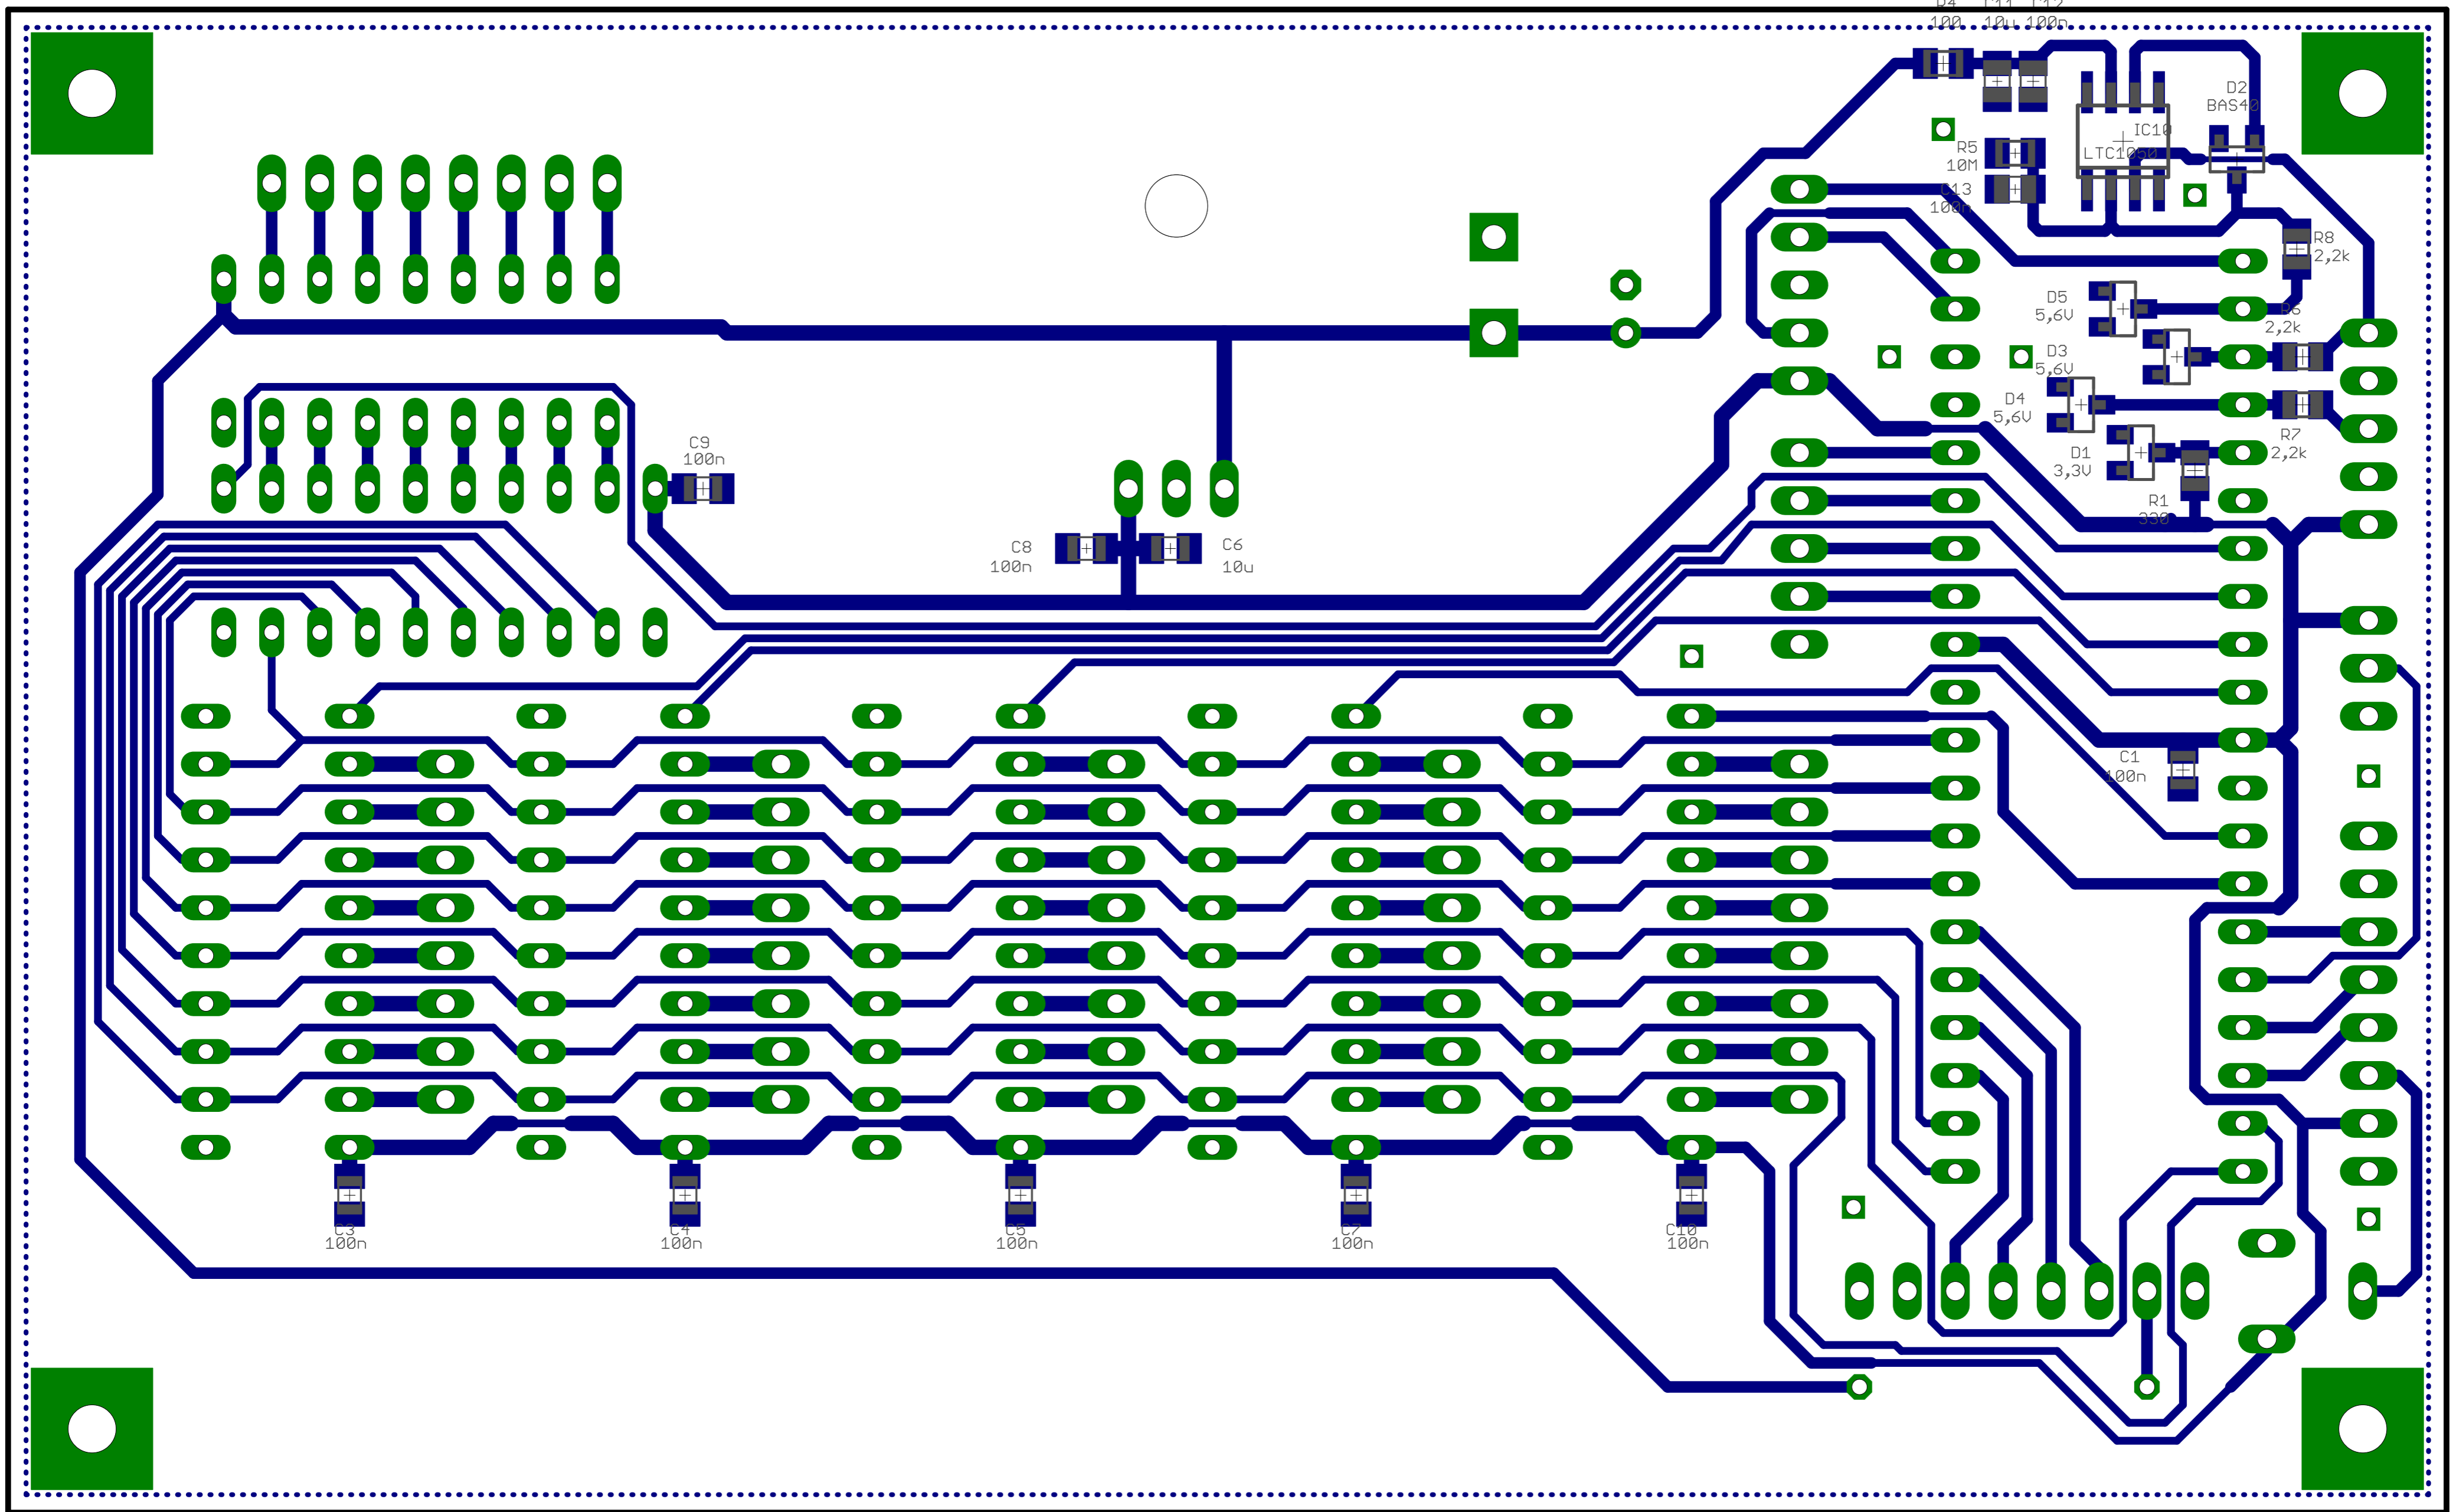 R4
C11
C12
100
10u
100n
D2
BAS40
IC10
LTC1050
R5
10M
C13
100n
R8
2,2k
D5
5,6V
R6
2,2k
D3
5,6V
D4
5,6V
R7
2,2k
D1
3,3V
R1
330
C9
100n
C8
100n
C6
10u
C1
100n
C3
100n
C4
100n
C5
100n
C7
100n
C10
100n